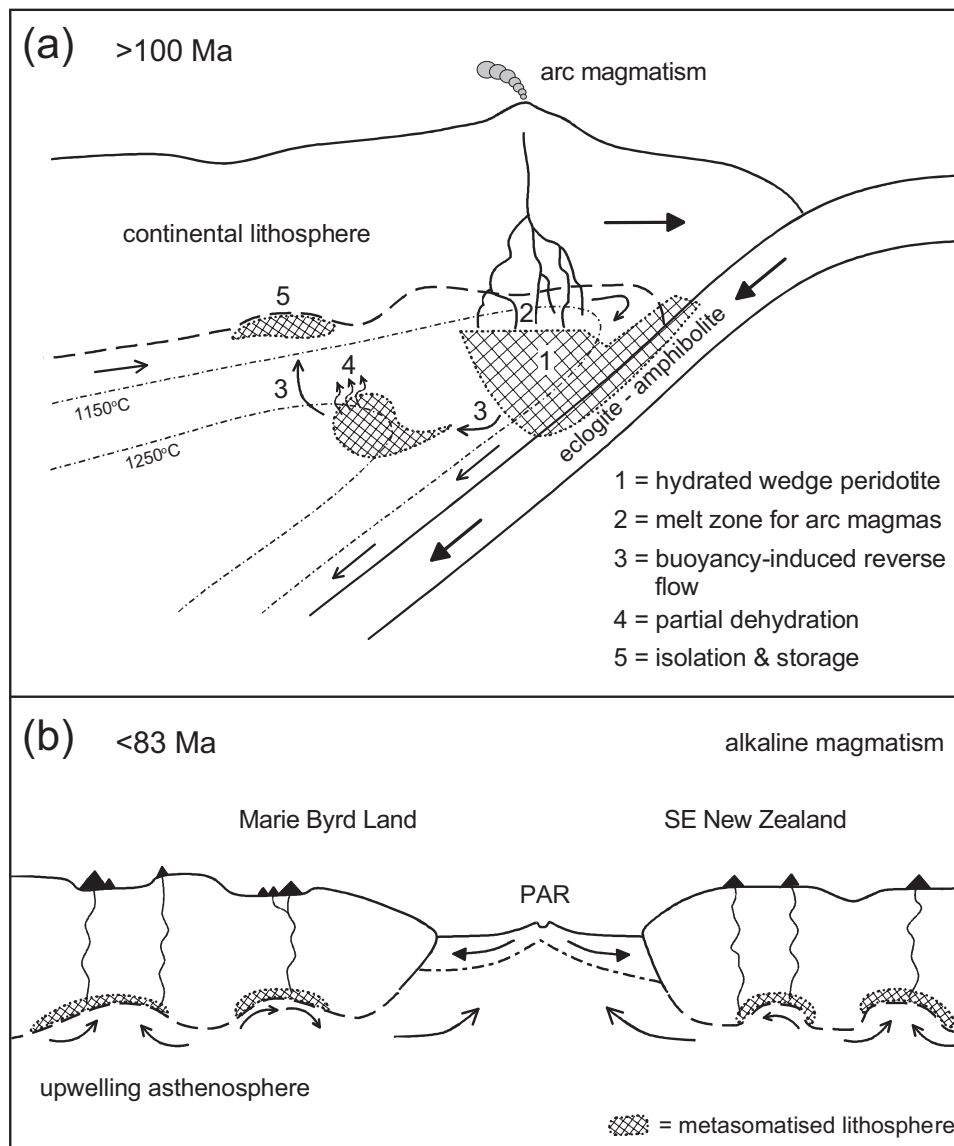 (a) >100 Ma
arc magmatism
continental lithosphere
5
2
1
4
3
3
1150°C
1250°C
eclogite - amphibolite
1 = hydrated wedge peridotite
2 = melt zone for arc magmas
3 = buoyancy-induced reverse
flow
4 = partial dehydration
5 = isolation & storage
(b) <83 Ma
alkaline magmatism
Marie Byrd Land
SE New Zealand
PAR
upwelling asthenosphere
= metasomatised lithosphere